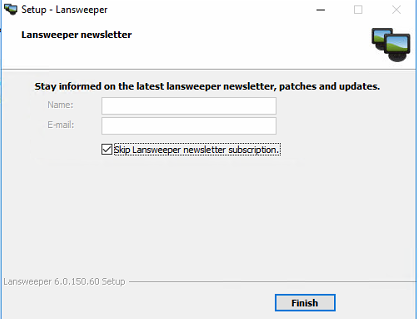 Setup - Lansweeper
Lansweeper newsletter
Stay informed on the latest lansweeper newsletter, patches and updates.
Name:
E-mail:
Skip Lansweeper newsletter subscription.
Lansweeper 6.0.150.60 Setup
Finish